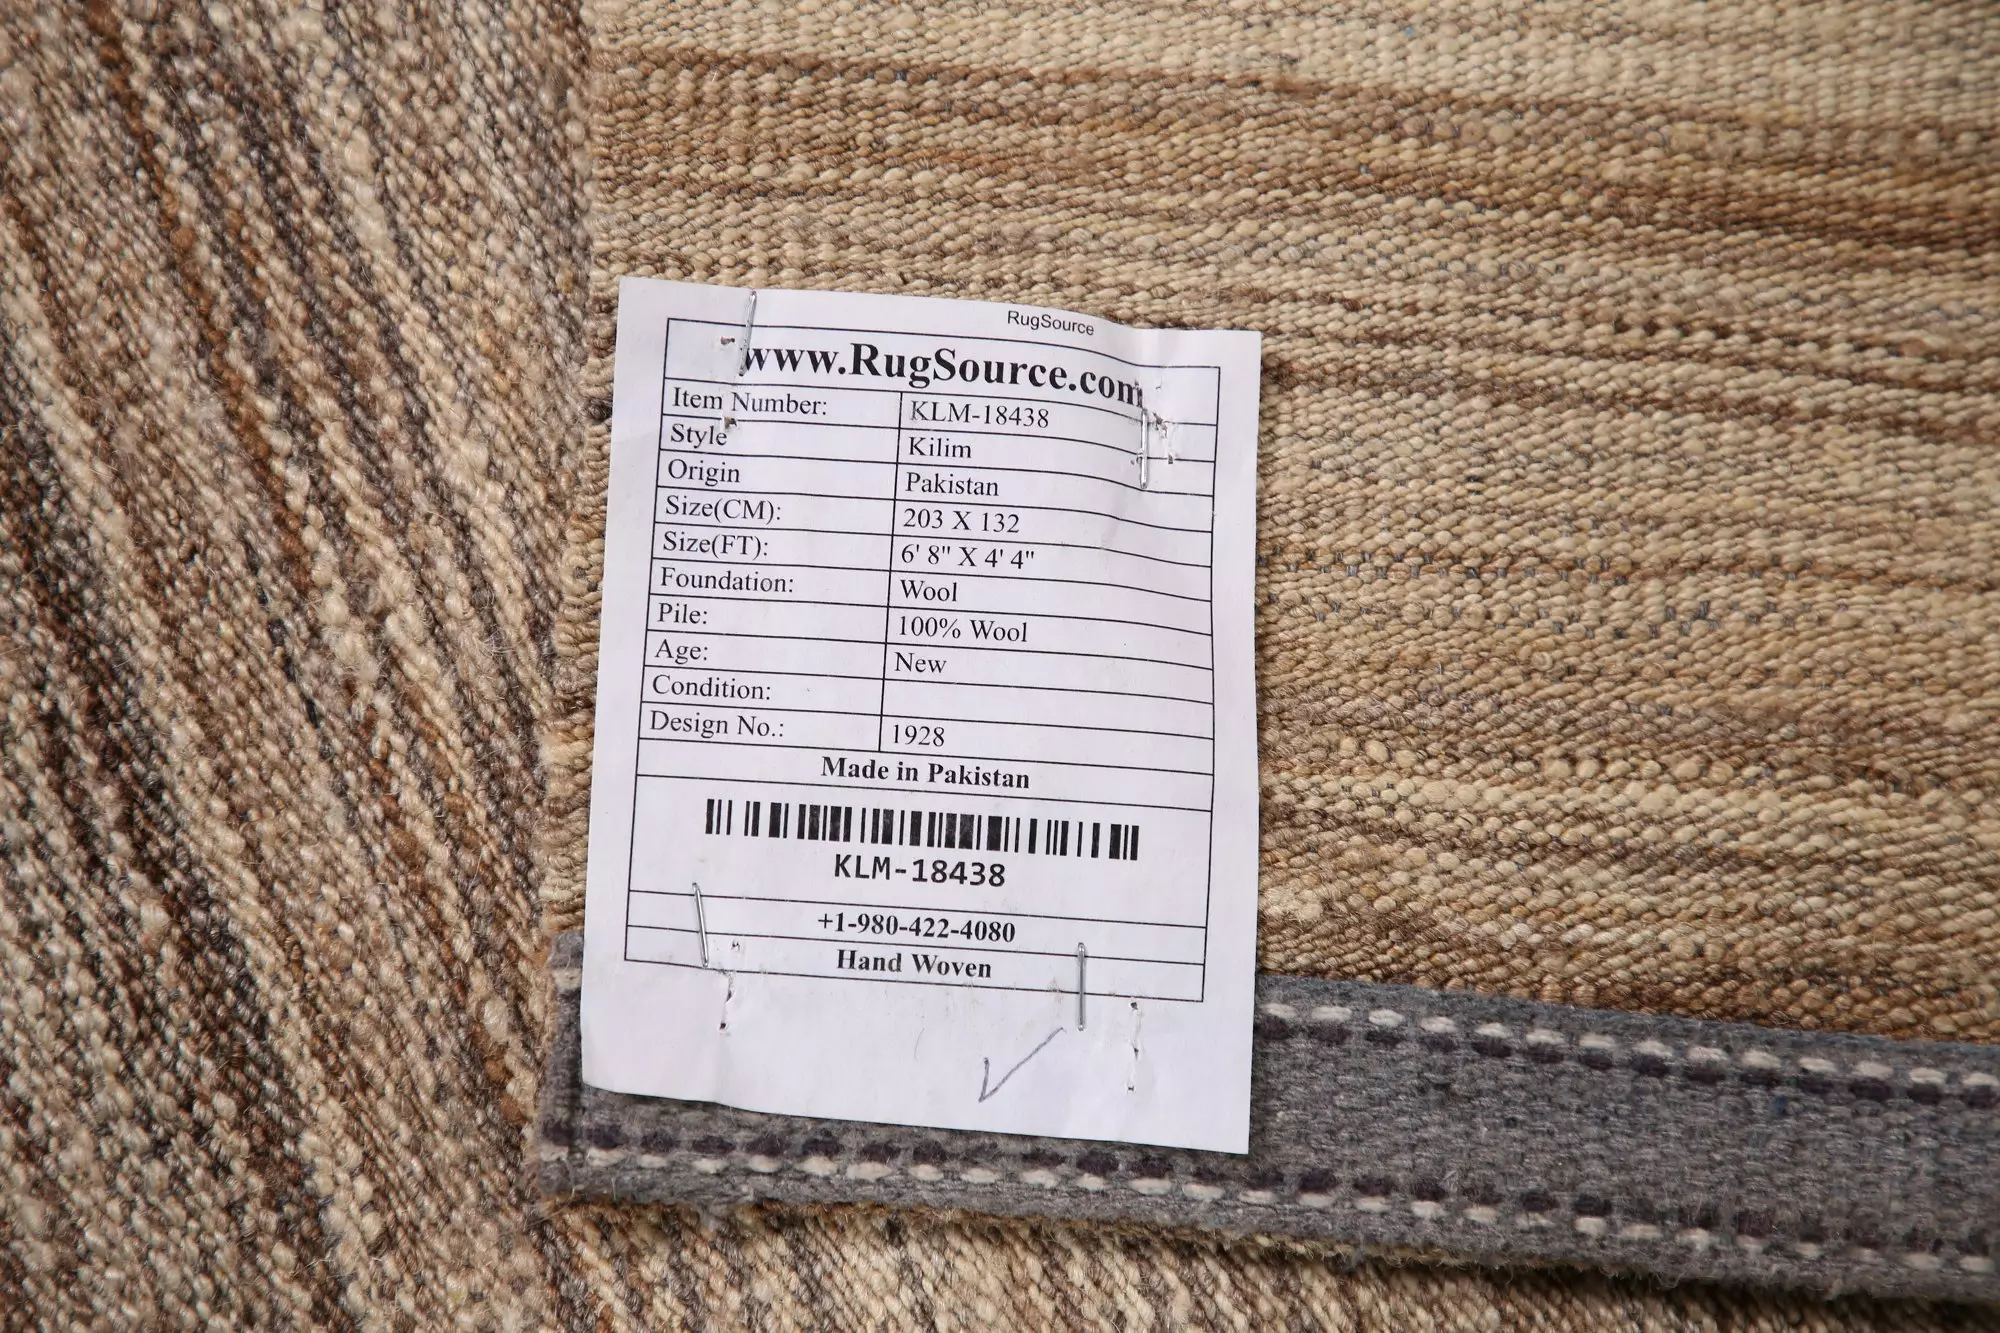 RugSource
www.RugSource.com
Item Number: KLM-18438
Style Kilim
Origin Pakistan
Size(CM): 203 X 132
Size(FT): 6' 8" X 4' 4"
Foundation: Wool
Pile: 100% Wool
Age: New
Condition:
Design No.: 1928
Made in Pakistan
KLM-18438
+1-980-422-4080
Hand Woven